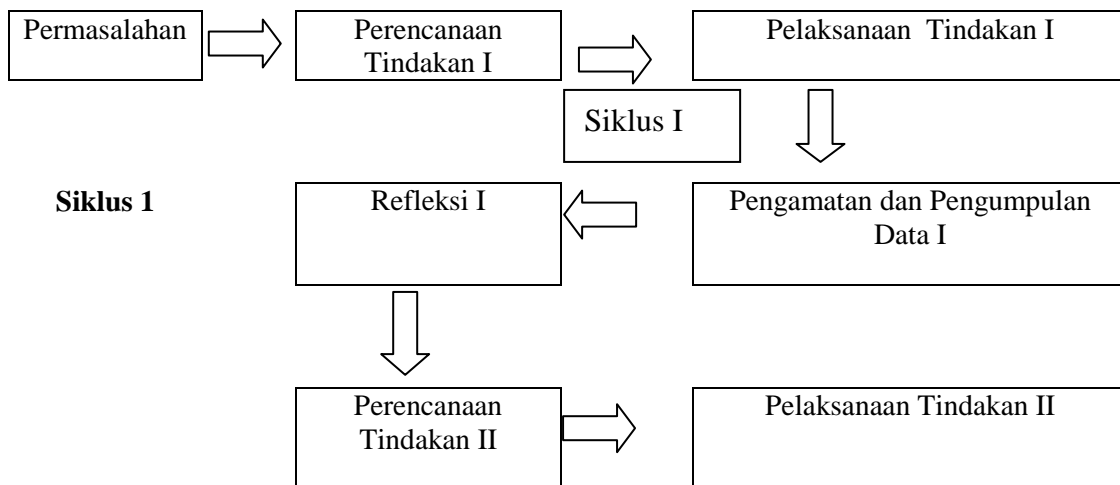 Permasalahan
Perencanaan
Tindakan I
Pelaksanaan Tindakan I
Siklus I
Siklus 1
Refleksi I
Pengamatan dan Pengumpulan
Data I
Perencanaan
Tindakan II
Pelaksanaan Tindakan II